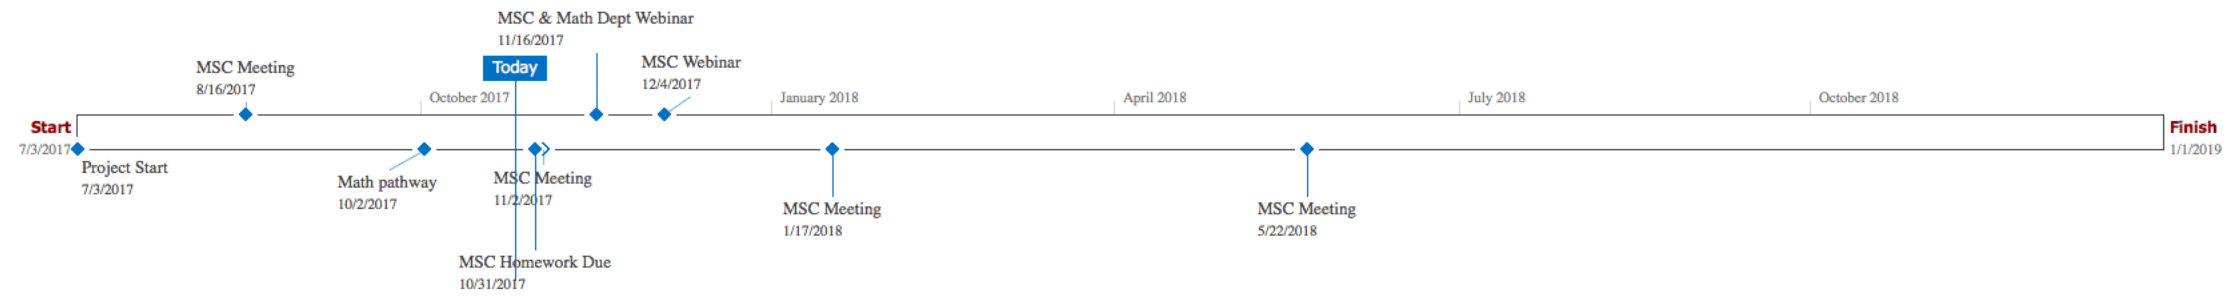 MSC & Math Dept Webinar
11/16/2017
MSC Meeting
8/16/2017
Today
MSC Webinar
12/4/2017
October 2017
January 2018
April 2018
July 2018
October 2018
Start
7/3/2017
Finish
1/1/2019
Project Start
7/3/2017
Math pathway
10/2/2017
MSC Meeting
11/2/2017
MSC Meeting
1/17/2018
MSC Meeting
5/22/2018
MSC Homework Due
10/31/2017